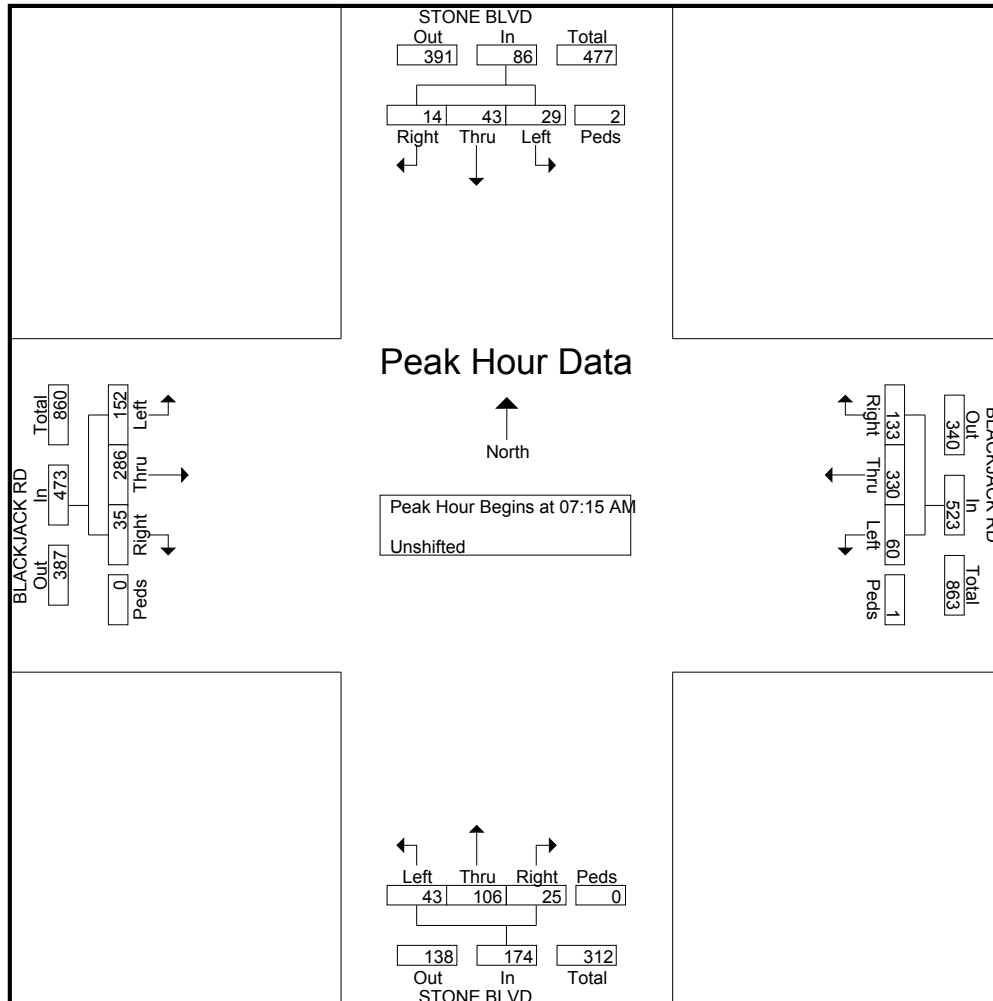 STONE BLVD
Out In Total
391 86 477
14 43 29 2
Right Thru Left Peds
Peak Hour Data
North
Peak Hour Begins at 07:15 AM
Unshifted
BLACKJACK RD
Out In Total
387 473 860
Left Thru Right Peds
152 286 35 0
BLACKJACK RD
Out In Total
340 523 863
Right Thru Left Peds
133 330 60 1
Left Thru Right Peds
43 106 25 0
138 174 312
Out In Total
STONE BLVD